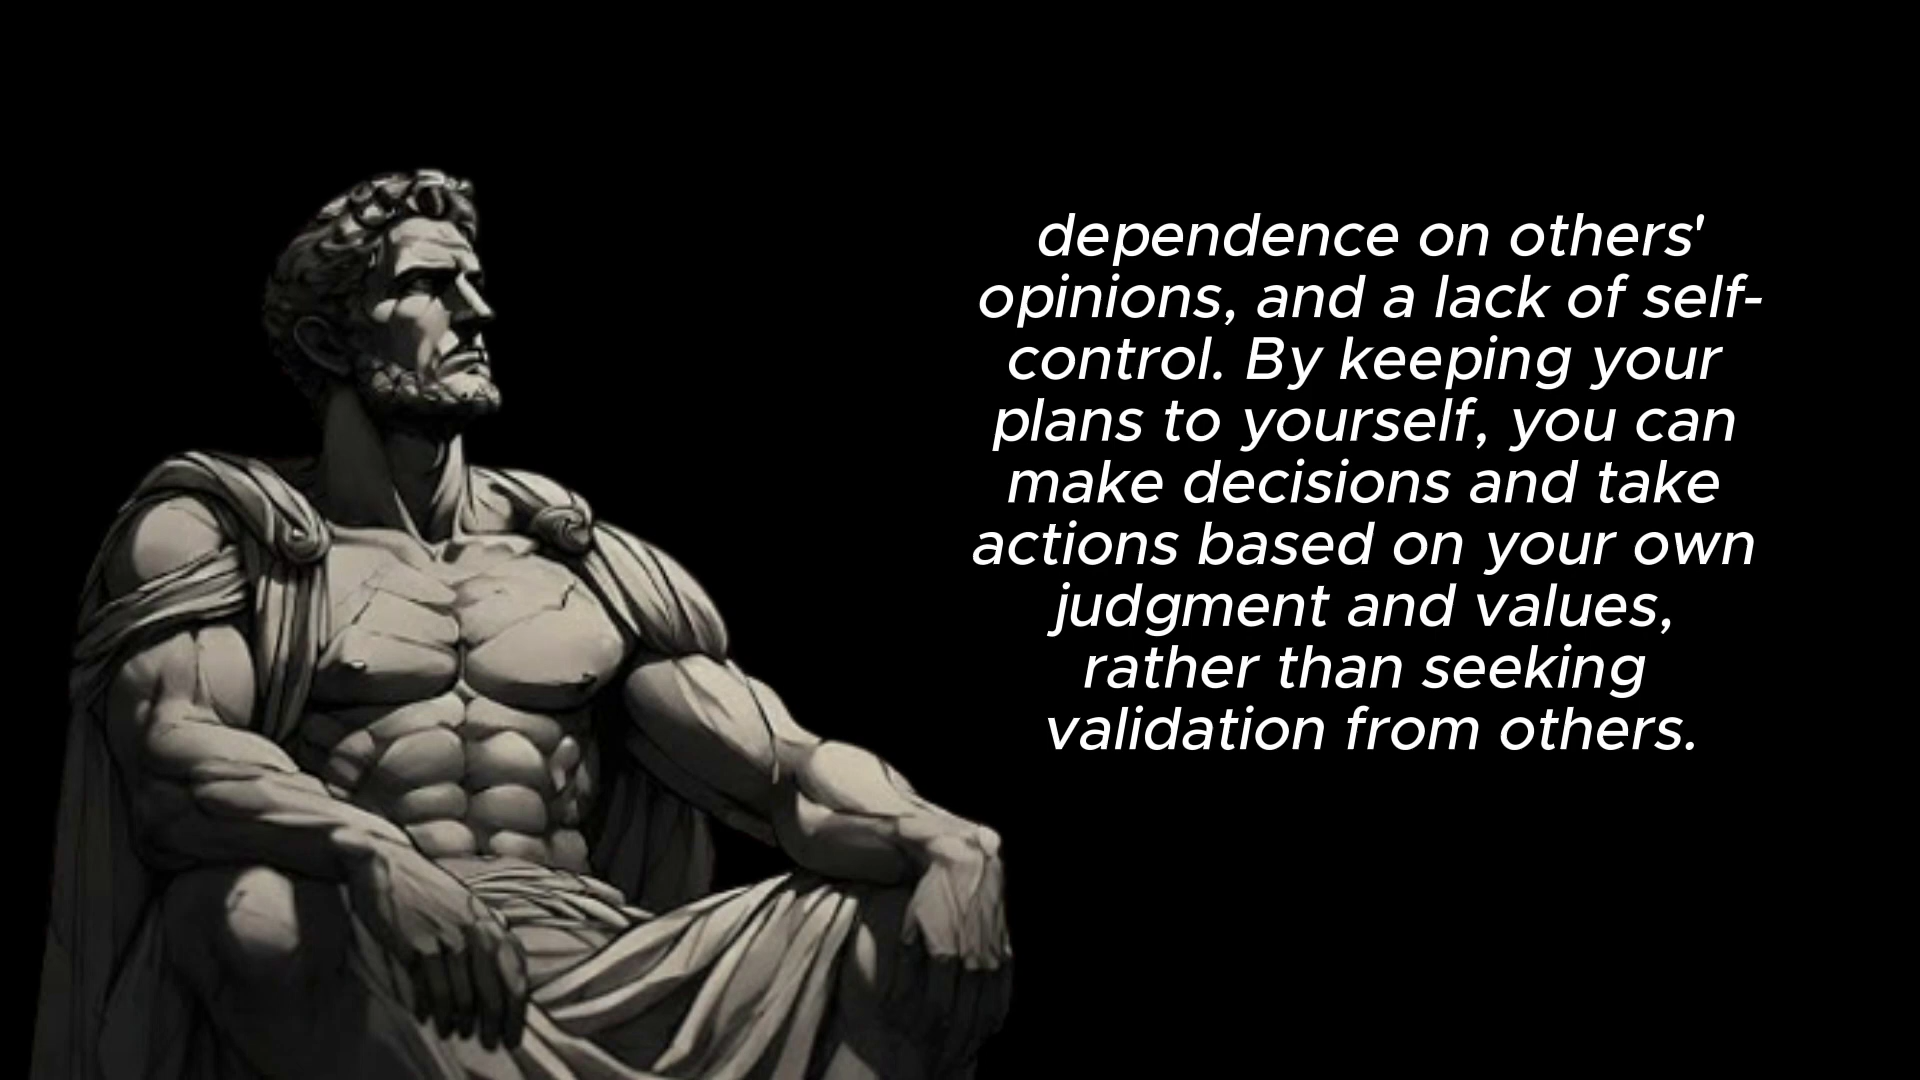 dependence on others'
opinions, and a lack of self-
control. By keeping your
plans to yourself, you can
make decisions and take
actions based on your own
judgment and values,
rather than seeking
validation from others.